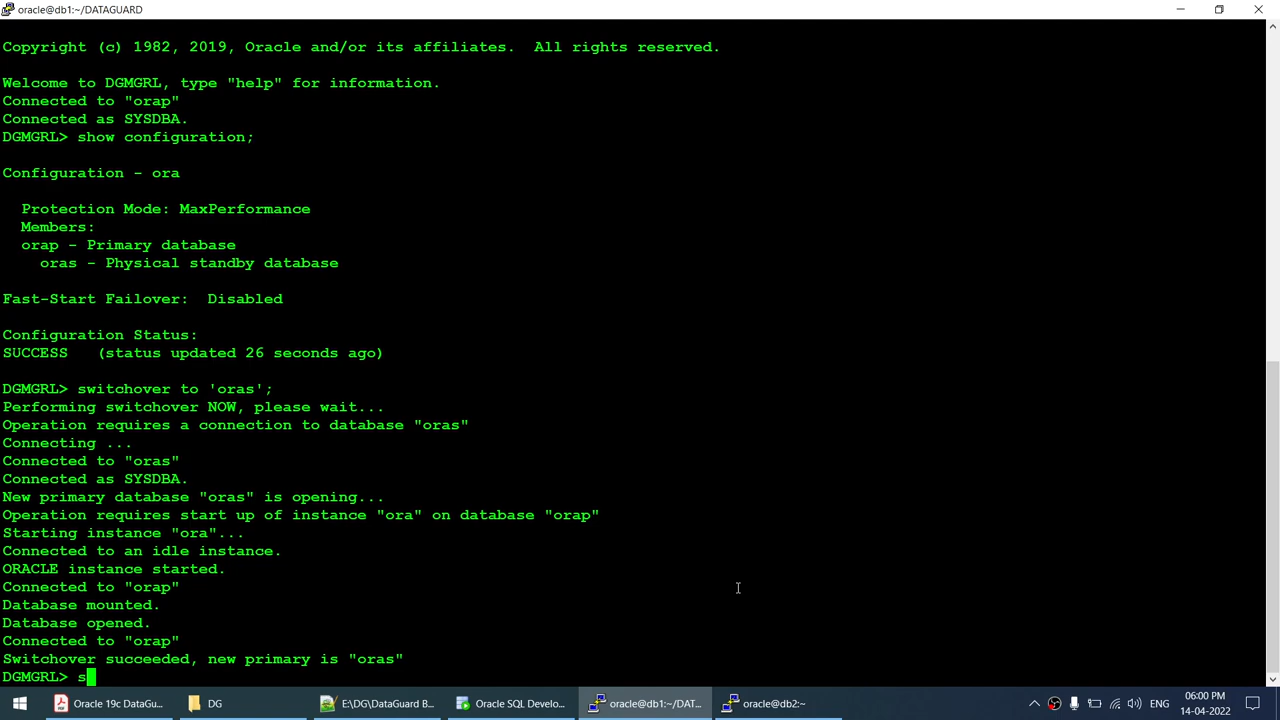 oracle@db1:~/DATAGUARD
Copyright (c) 1982, 2019, Oracle and/or its affiliates.  All rights reserved.
Welcome to DGMGRL, type "help" for information.
Connected to "orap"
Connected as SYSDBA.
DGMGRL> show configuration;
Configuration - ora
Protection Mode: MaxPerformance
Members:
orap - Primary database
oras - Physical standby database
Fast-Start Failover:  Disabled
Configuration Status:
SUCCESS   (status updated 26 seconds ago)
DGMGRL> switchover to 'oras';
Performing switchover NOW, please wait...
Operation requires a connection to database "oras"
Connecting ...
Connected to "oras"
Connected as SYSDBA.
New primary database "oras" is opening...
Operation requires start up of instance "ora" on database "orap"
Starting instance "ora"...
Connected to an idle instance.
ORACLE instance started.
Connected to "orap"
Database mounted.
Database opened.
Connected to "orap"
Switchover succeeded, new primary is "oras"
DGMGRL> s
Oracle 19c DataGu... DG E:\DG\DataGuard B... Oracle SQL Develo... oracle@db1:~/DAT... oracle@db2:~ ENG 06:00 PM
14-04-2022